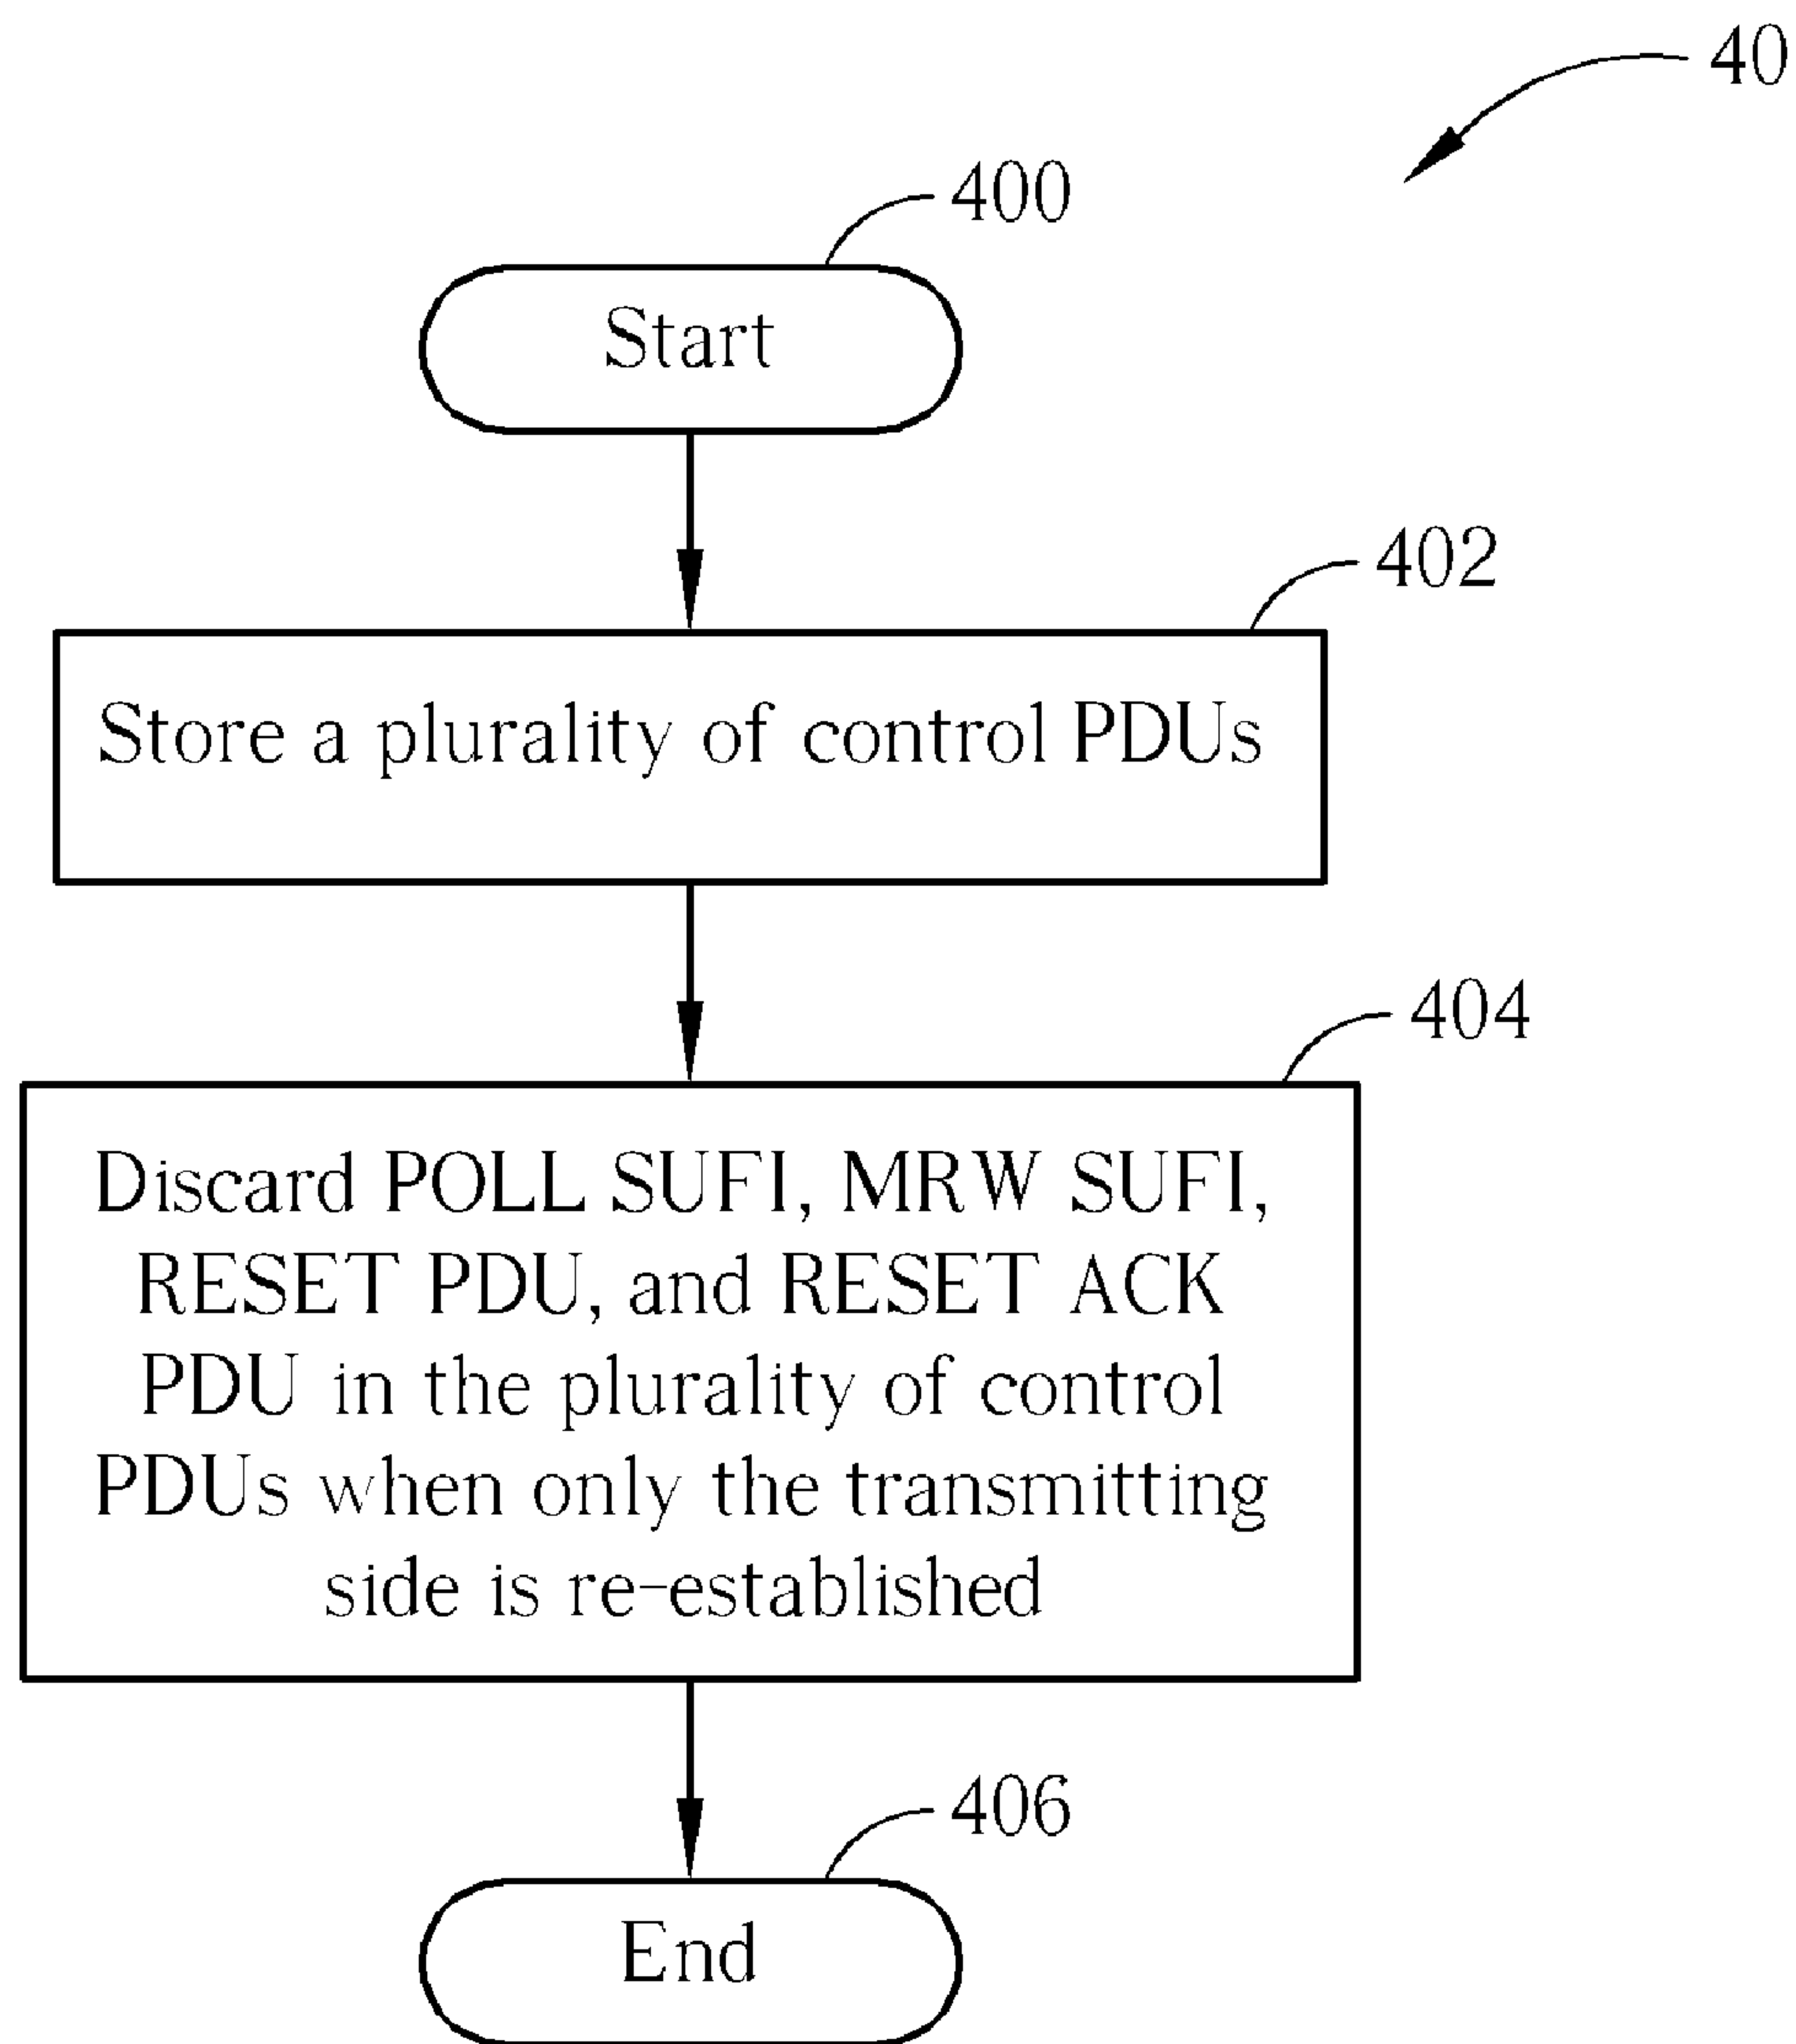 40
400
Start
402
Store a plurality of control PDUs
404
Discard POLL SUFI, MRW SUFI,
RESET PDU, and RESET ACK
PDU in the plurality of control
PDUs when only the transmitting
side is re-established
406
End